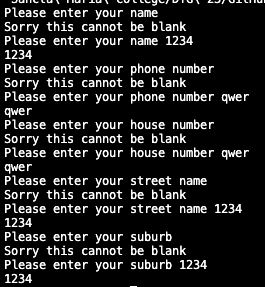 Please enter your name
Sorry this cannot be blank
Please enter your name 1234
1234
Please enter your phone number
Sorry this cannot be blank
Please enter your phone number qwer
qwer
Please enter your house number
Sorry this cannot be blank
Please enter your house number qwer
qwer
Please enter your street name
Sorry this cannot be blank
Please enter your street name 1234
1234
Please enter your suburb
Sorry this cannot be blank
Please enter your suburb 1234
1234